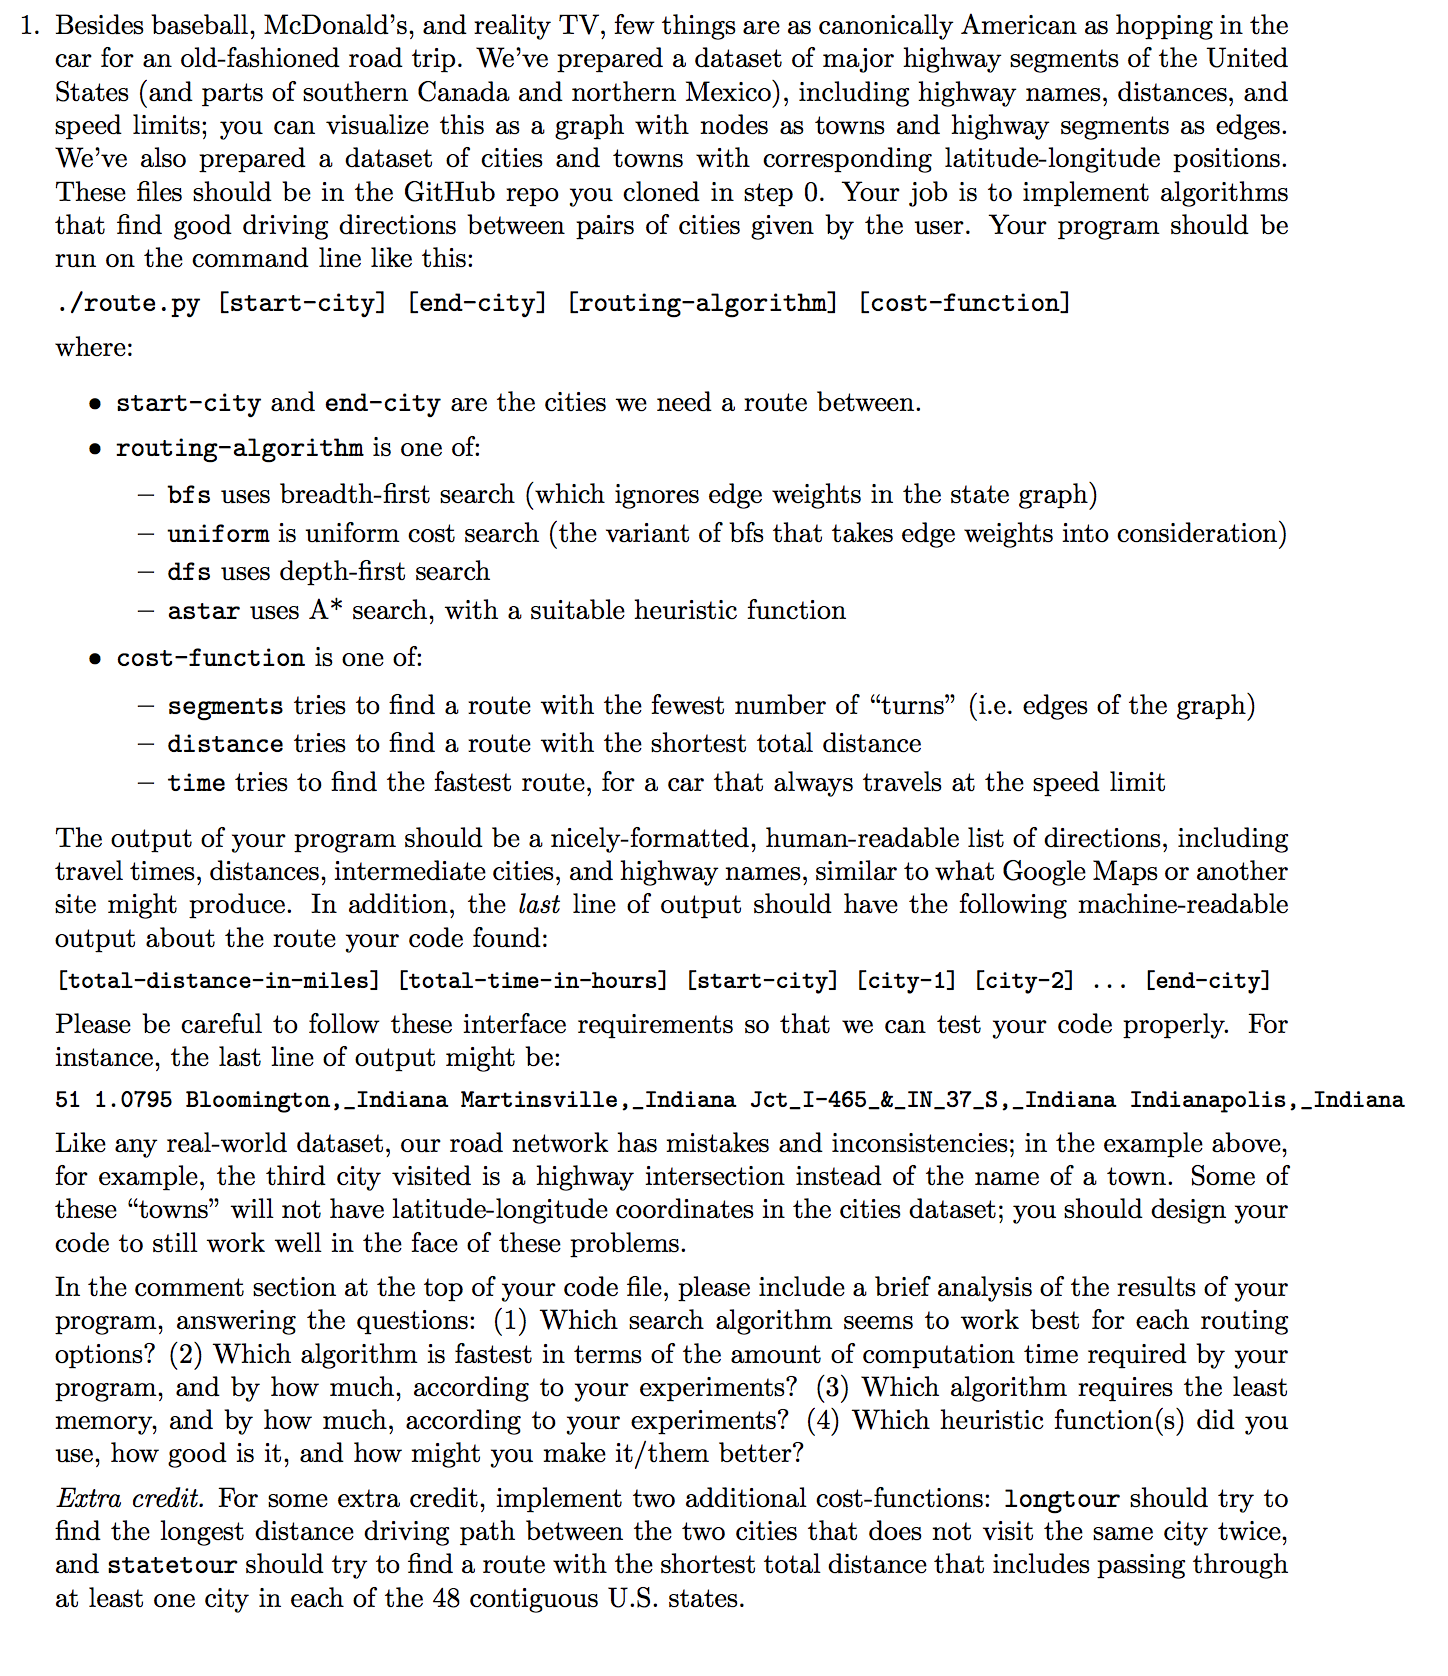 1. Besides baseball, McDonald's, and reality TV, few things are as canonically American as hopping in the
car for an old-fashioned road trip. We've prepared a dataset of major highway segments of the United
States (and parts of southern Canada and northern Mexico), including highway names, distances, and
speed limits; you can visualize this as a graph with nodes as towns and highway segments as edges.
We've also prepared a dataset of cities and towns with corresponding latitude-longitude positions.
These files should be in the GitHub repo you cloned in step 0. Your job is to implement algorithms
that find good driving directions between pairs of cities given by the user. Your program should be
run on the command line like this:
./route.py [start-city] [end-city] [routing-algorithm] [cost-function]
where:
• start-city and end-city are the cities we need a route between.
• routing-algorithm is one of:
– bfs uses breadth-first search (which ignores edge weights in the state graph)
– uniform is uniform cost search (the variant of bfs that takes edge weights into consideration)
– dfs uses depth-first search
– astar uses A* search, with a suitable heuristic function
• cost-function is one of:
– segments tries to find a route with the fewest number of “turns” (i.e. edges of the graph)
– distance tries to find a route with the shortest total distance
– time tries to find the fastest route, for a car that always travels at the speed limit
The output of your program should be a nicely-formatted, human-readable list of directions, including
travel times, distances, intermediate cities, and highway names, similar to what Google Maps or another
site might produce. In addition, the last line of output should have the following machine-readable
output about the route your code found:
[total-distance-in-miles] [total-time-in-hours] [start-city] [city-1] [city-2] ... [end-city]
Please be careful to follow these interface requirements so that we can test your code properly. For
instance, the last line of output might be:
51 1.0795 Bloomington,_Indiana Martinsville,_Indiana Jct_I-465_&_IN_37_S,_Indiana Indianapolis,_Indiana
Like any real-world dataset, our road network has mistakes and inconsistencies; in the example above,
for example, the third city visited is a highway intersection instead of the name of a town. Some of
these “towns” will not have latitude-longitude coordinates in the cities dataset; you should design your
code to still work well in the face of these problems.
In the comment section at the top of your code file, please include a brief analysis of the results of your
program, answering the questions: (1) Which search algorithm seems to work best for each routing
options? (2) Which algorithm is fastest in terms of the amount of computation time required by your
program, and by how much, according to your experiments? (3) Which algorithm requires the least
memory, and by how much, according to your experiments? (4) Which heuristic function(s) did you
use, how good is it, and how might you make it/them better?
Extra credit. For some extra credit, implement two additional cost-functions: longtour should try to
find the longest distance driving path between the two cities that does not visit the same city twice,
and statetour should try to find a route with the shortest total distance that includes passing through
at least one city in each of the 48 contiguous U.S. states.